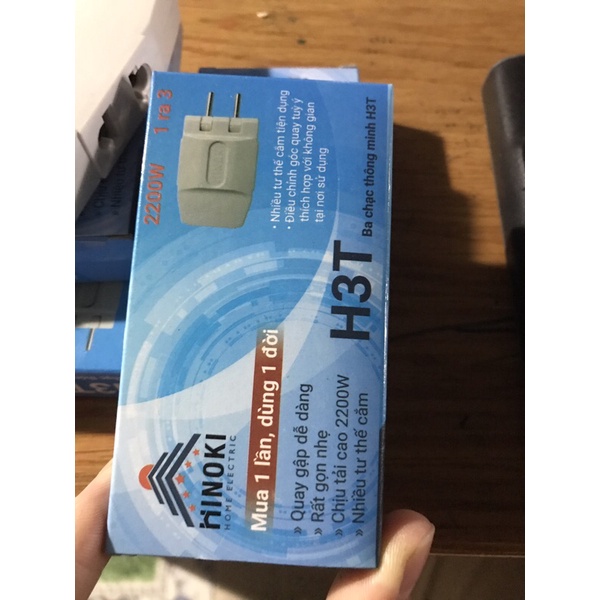 2200W 1 ra 3
• Nhiều tư thế cắm tiện dụng
• Điều chỉnh góc quay tuỳ ý
thích hợp với không gian
tại nơi sử dụng
H3T
Ba chạc thông minh H3T
HINOKI
HOME ELECTRIC
Mua 1 lần, dùng 1 đời
» Quay gập dễ dàng
» Rất gọn nhẹ
» Chịu tải cao 2200W
» Nhiều tư thế cắm